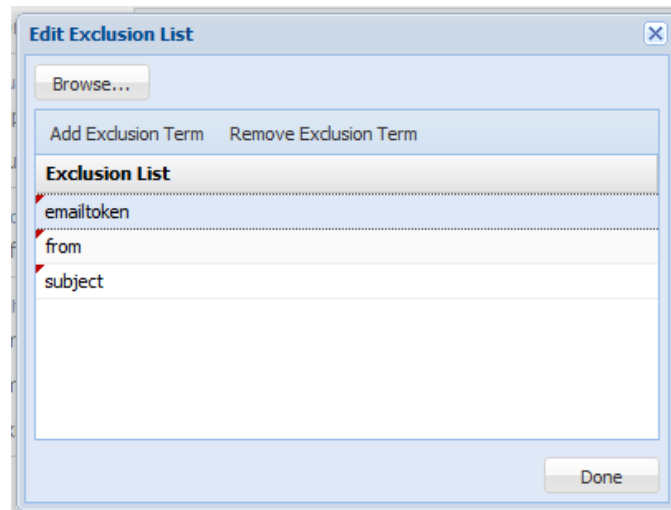 Edit Exclusion List
Browse...
Add Exclusion Term Remove Exclusion Term
Exclusion List
emailtoken
from
subject
Done